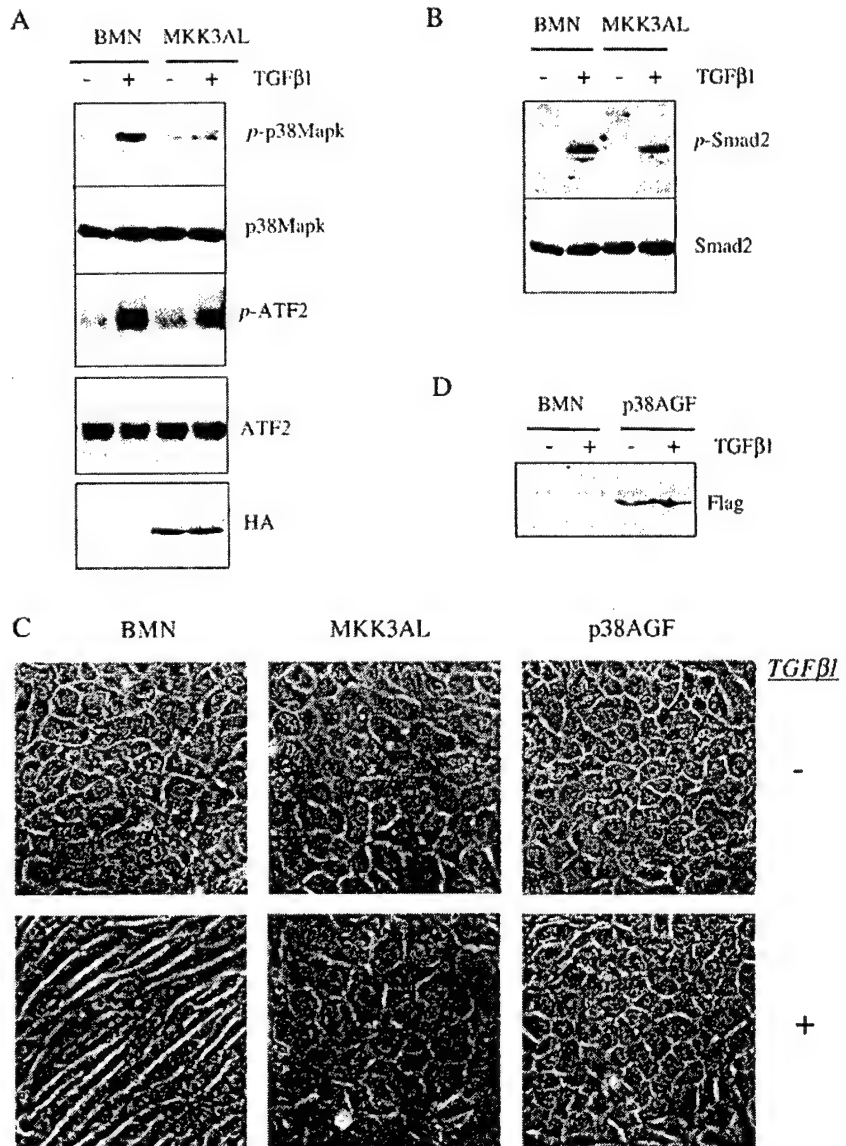 A
BMN MKK3AL
- + - + TGFβ1
p-p38Mapk
p38Mapk
p-ATF2
ATF2
HA
B
BMN MKK3AL
- + - + TGFβ1
p-Smad2
Smad2
D
BMN p38AGF
- + - + TGFβ1
Flag
C BMN MKK3AL p38AGF
TGFβ1
-
+